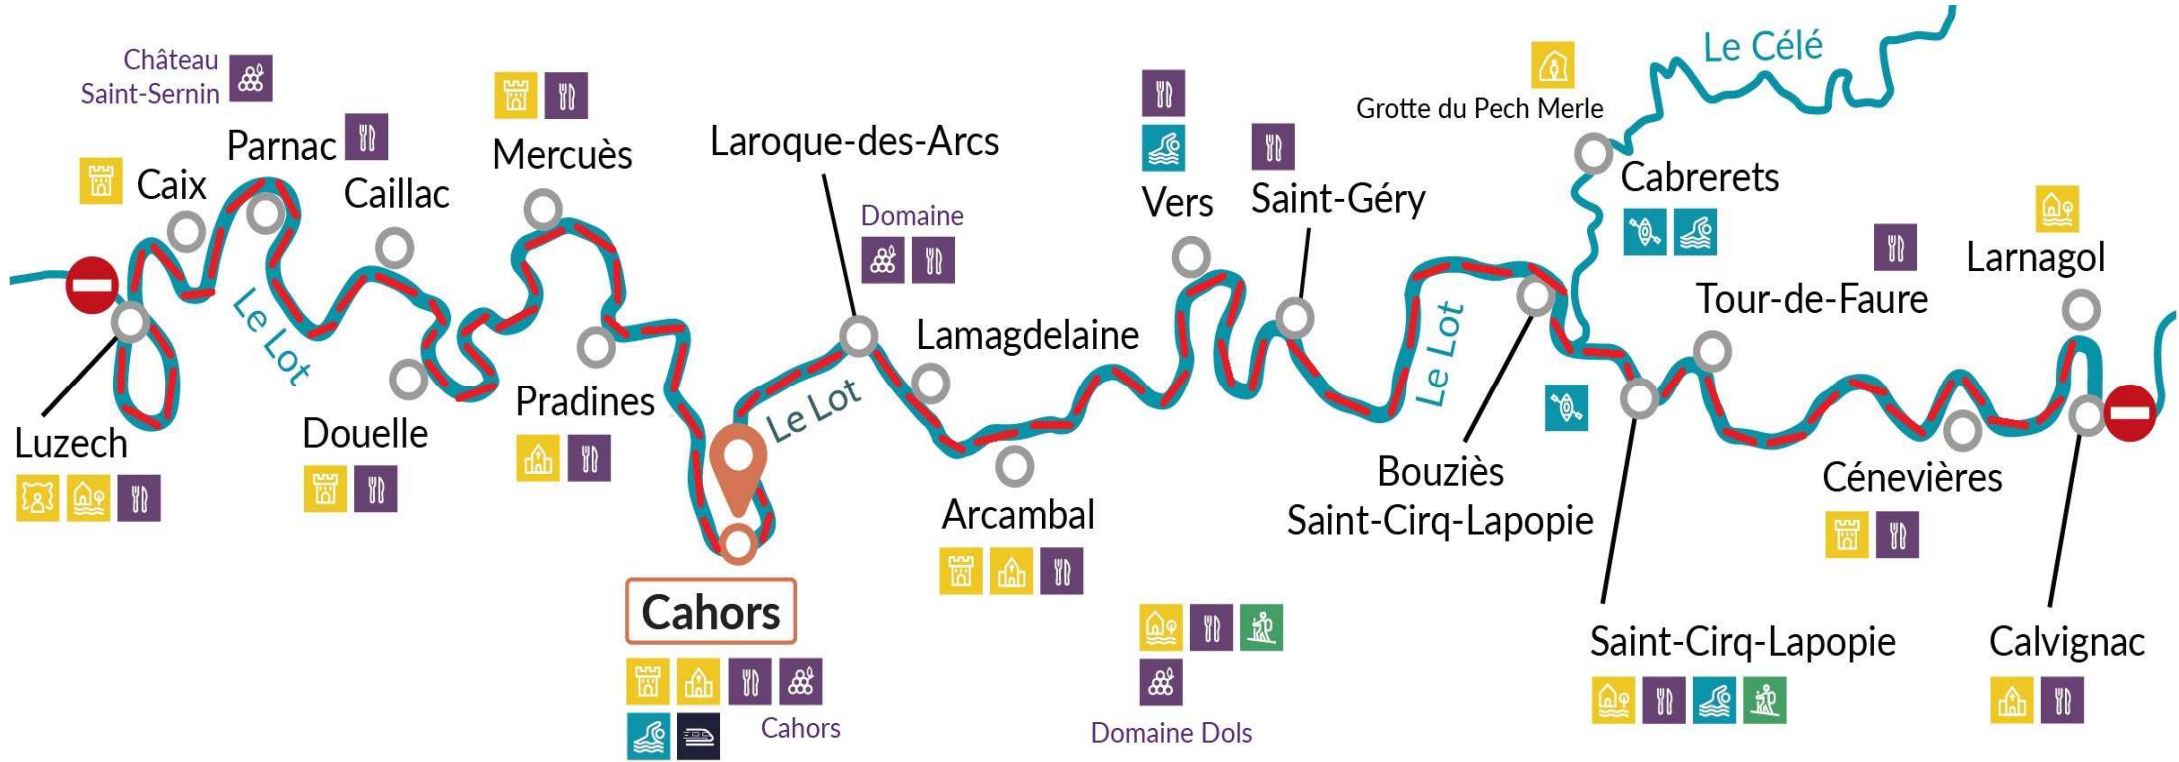 Château
Saint-Sernin
Parnac
Caix
Caillac
Mercuès
Laroque-des-Arcs
Domaine
Vers
Saint-Géry
Grotte du Pech Merle
Le Célé
Cabrerets
Tour-de-Faure
Larnagol
Le Lot
Lamagdelaine
Le Lot
Le Lot
Luzech
Douelle
Pradines
Arcambal
Bouziès
Saint-Cirq-Lapopie
Cénevières
Cahors
Cahors
Domaine Dols
Saint-Cirq-Lapopie
Calvignac